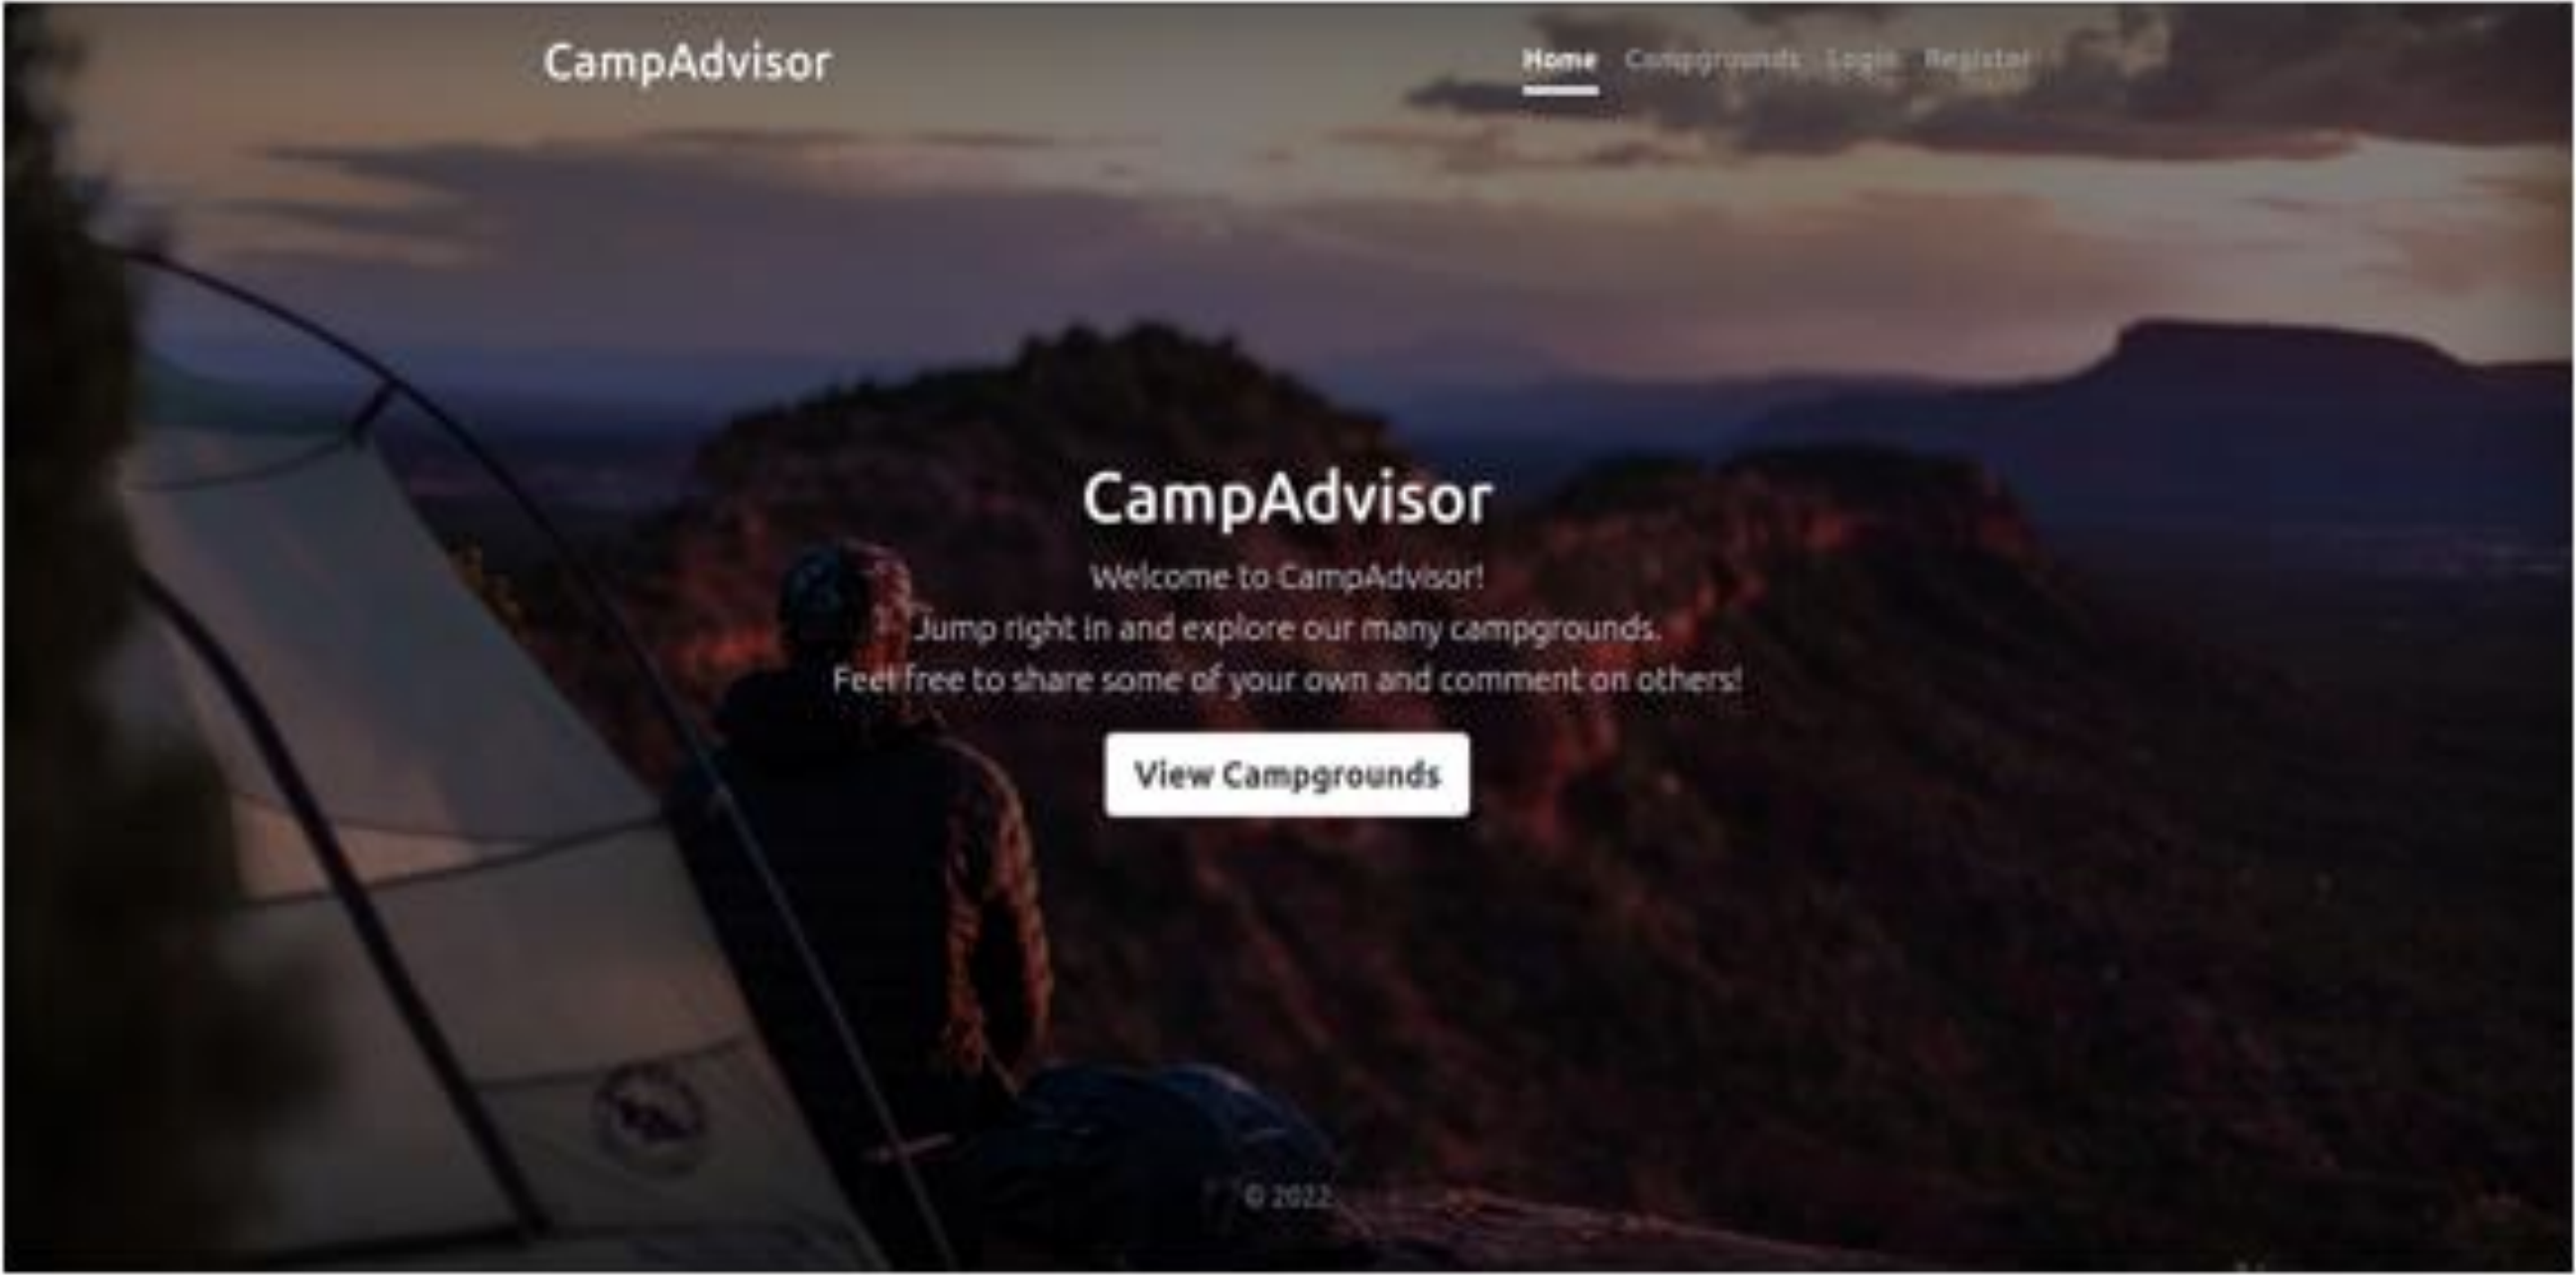 CampAdvisor
Home Campgrounds Login Register
CampAdvisor
Welcome to CampAdvisor!
Jump right in and explore our many campgrounds.
Feel free to share some of your own and comment on others!
View Campgrounds
© 2022